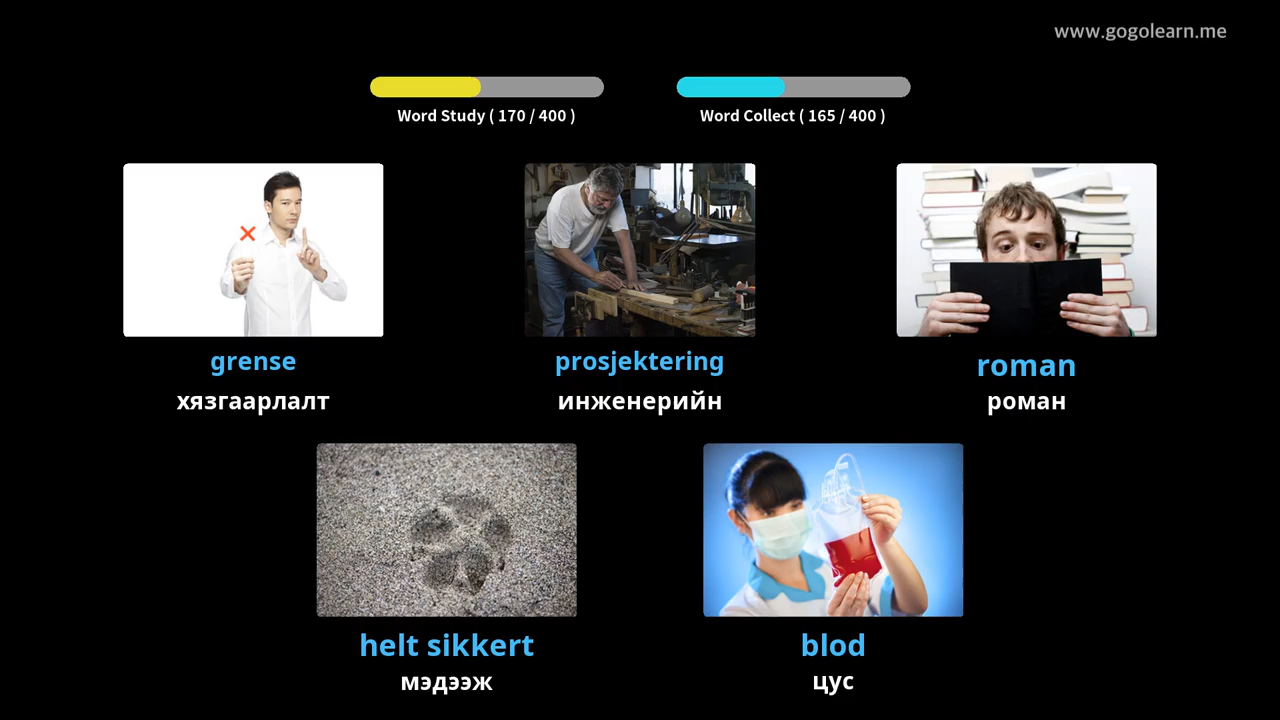 www.gogolearn.me
Word Study ( 170 / 400 )
Word Collect ( 165 / 400 )
grense
prosjektering
roman
хязгаарлалт
инженерийн
роман
helt sikkert
blod
мэдээж
цус